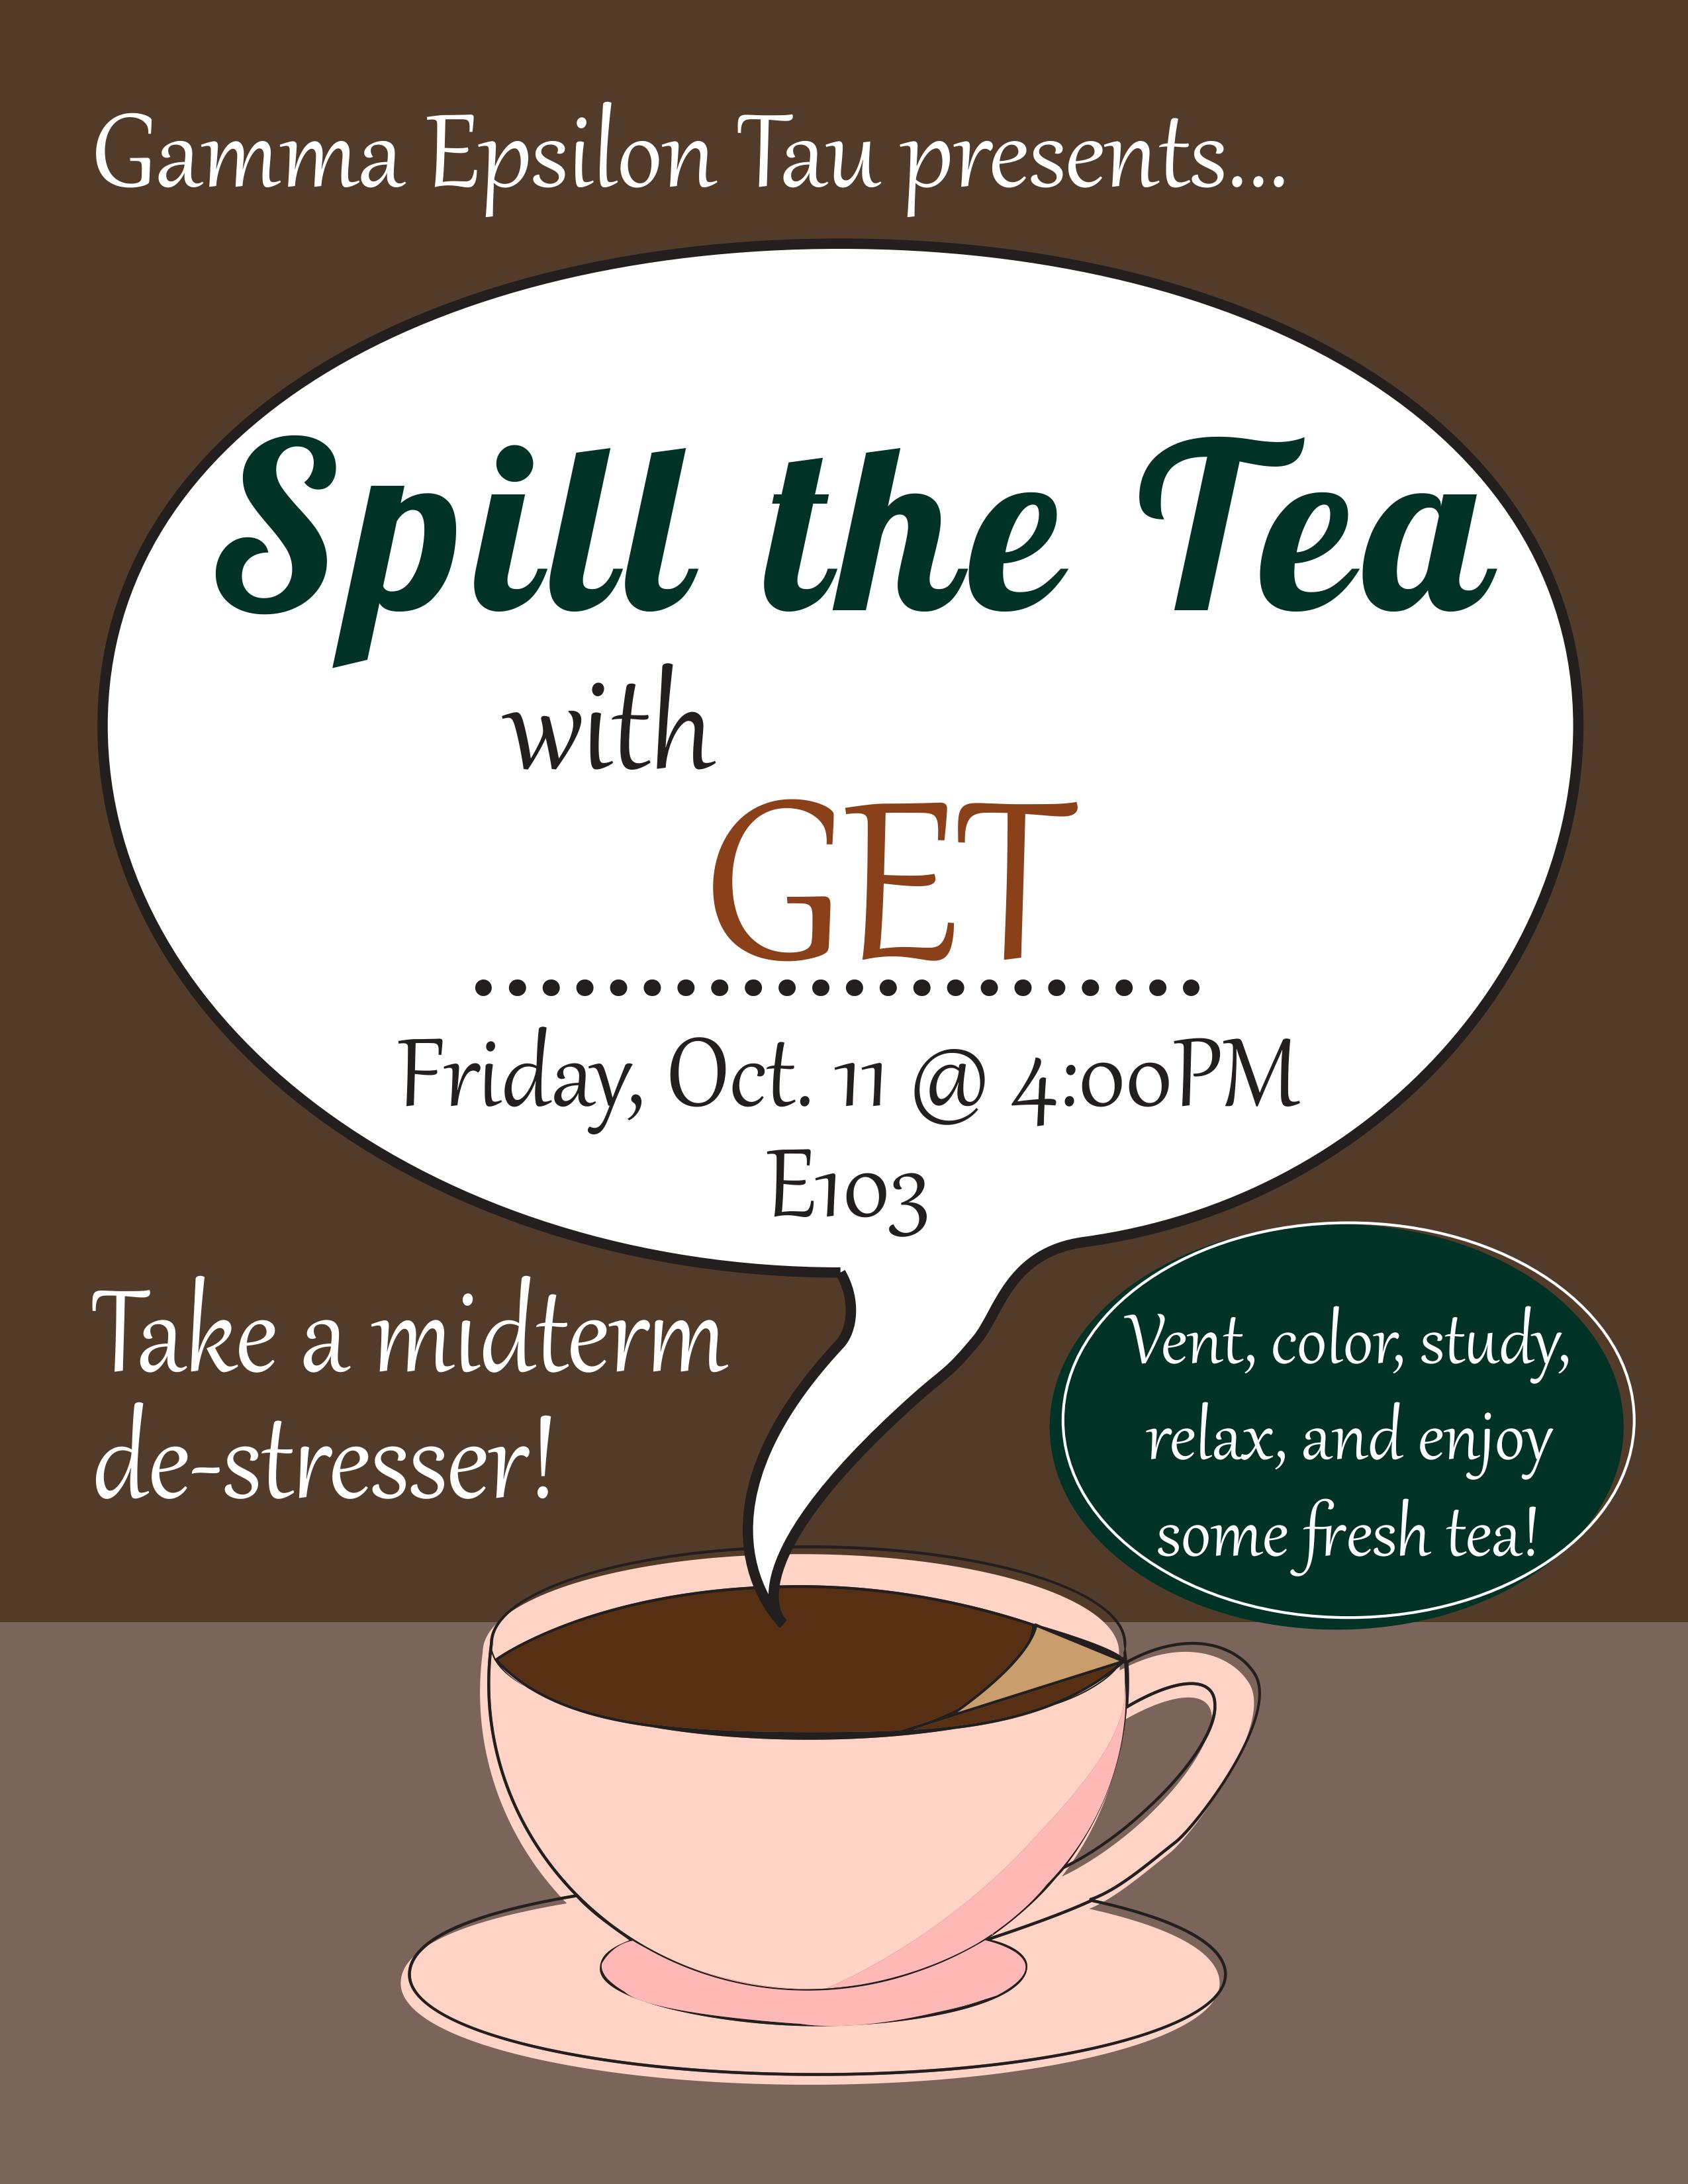 Gamma Epsilon Tau presents...
Spill the Tea
with
GET
Friday, Oct. 11 @ 4:00PM
E103
Take a midterm
de-stresser!
Vent, color, study,
relax, and enjoy
some fresh tea!